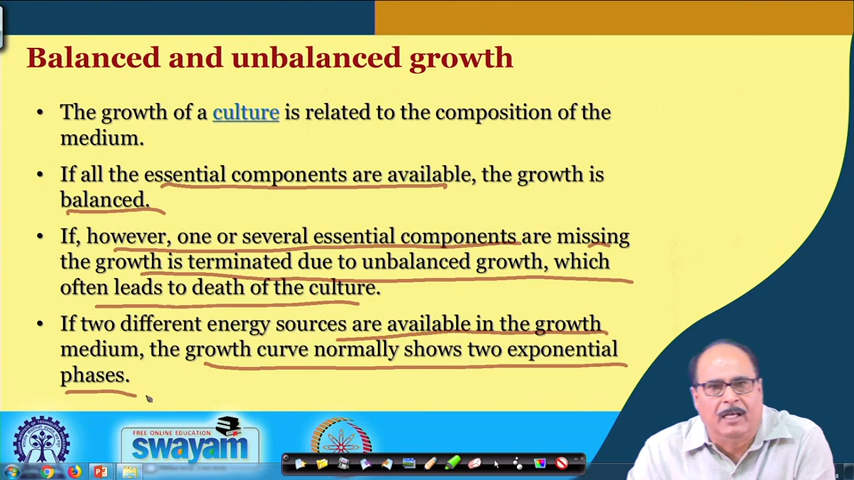 Balanced and unbalanced growth
• The growth of a culture is related to the composition of the
medium.
• If all the essential components are available, the growth is
balanced.
• If, however, one or several essential components are missing
the growth is terminated due to unbalanced growth, which
often leads to death of the culture.
• If two different energy sources are available in the growth
medium, the growth curve normally shows two exponential
phases.
FREE ONLINE EDUCATION
swayam